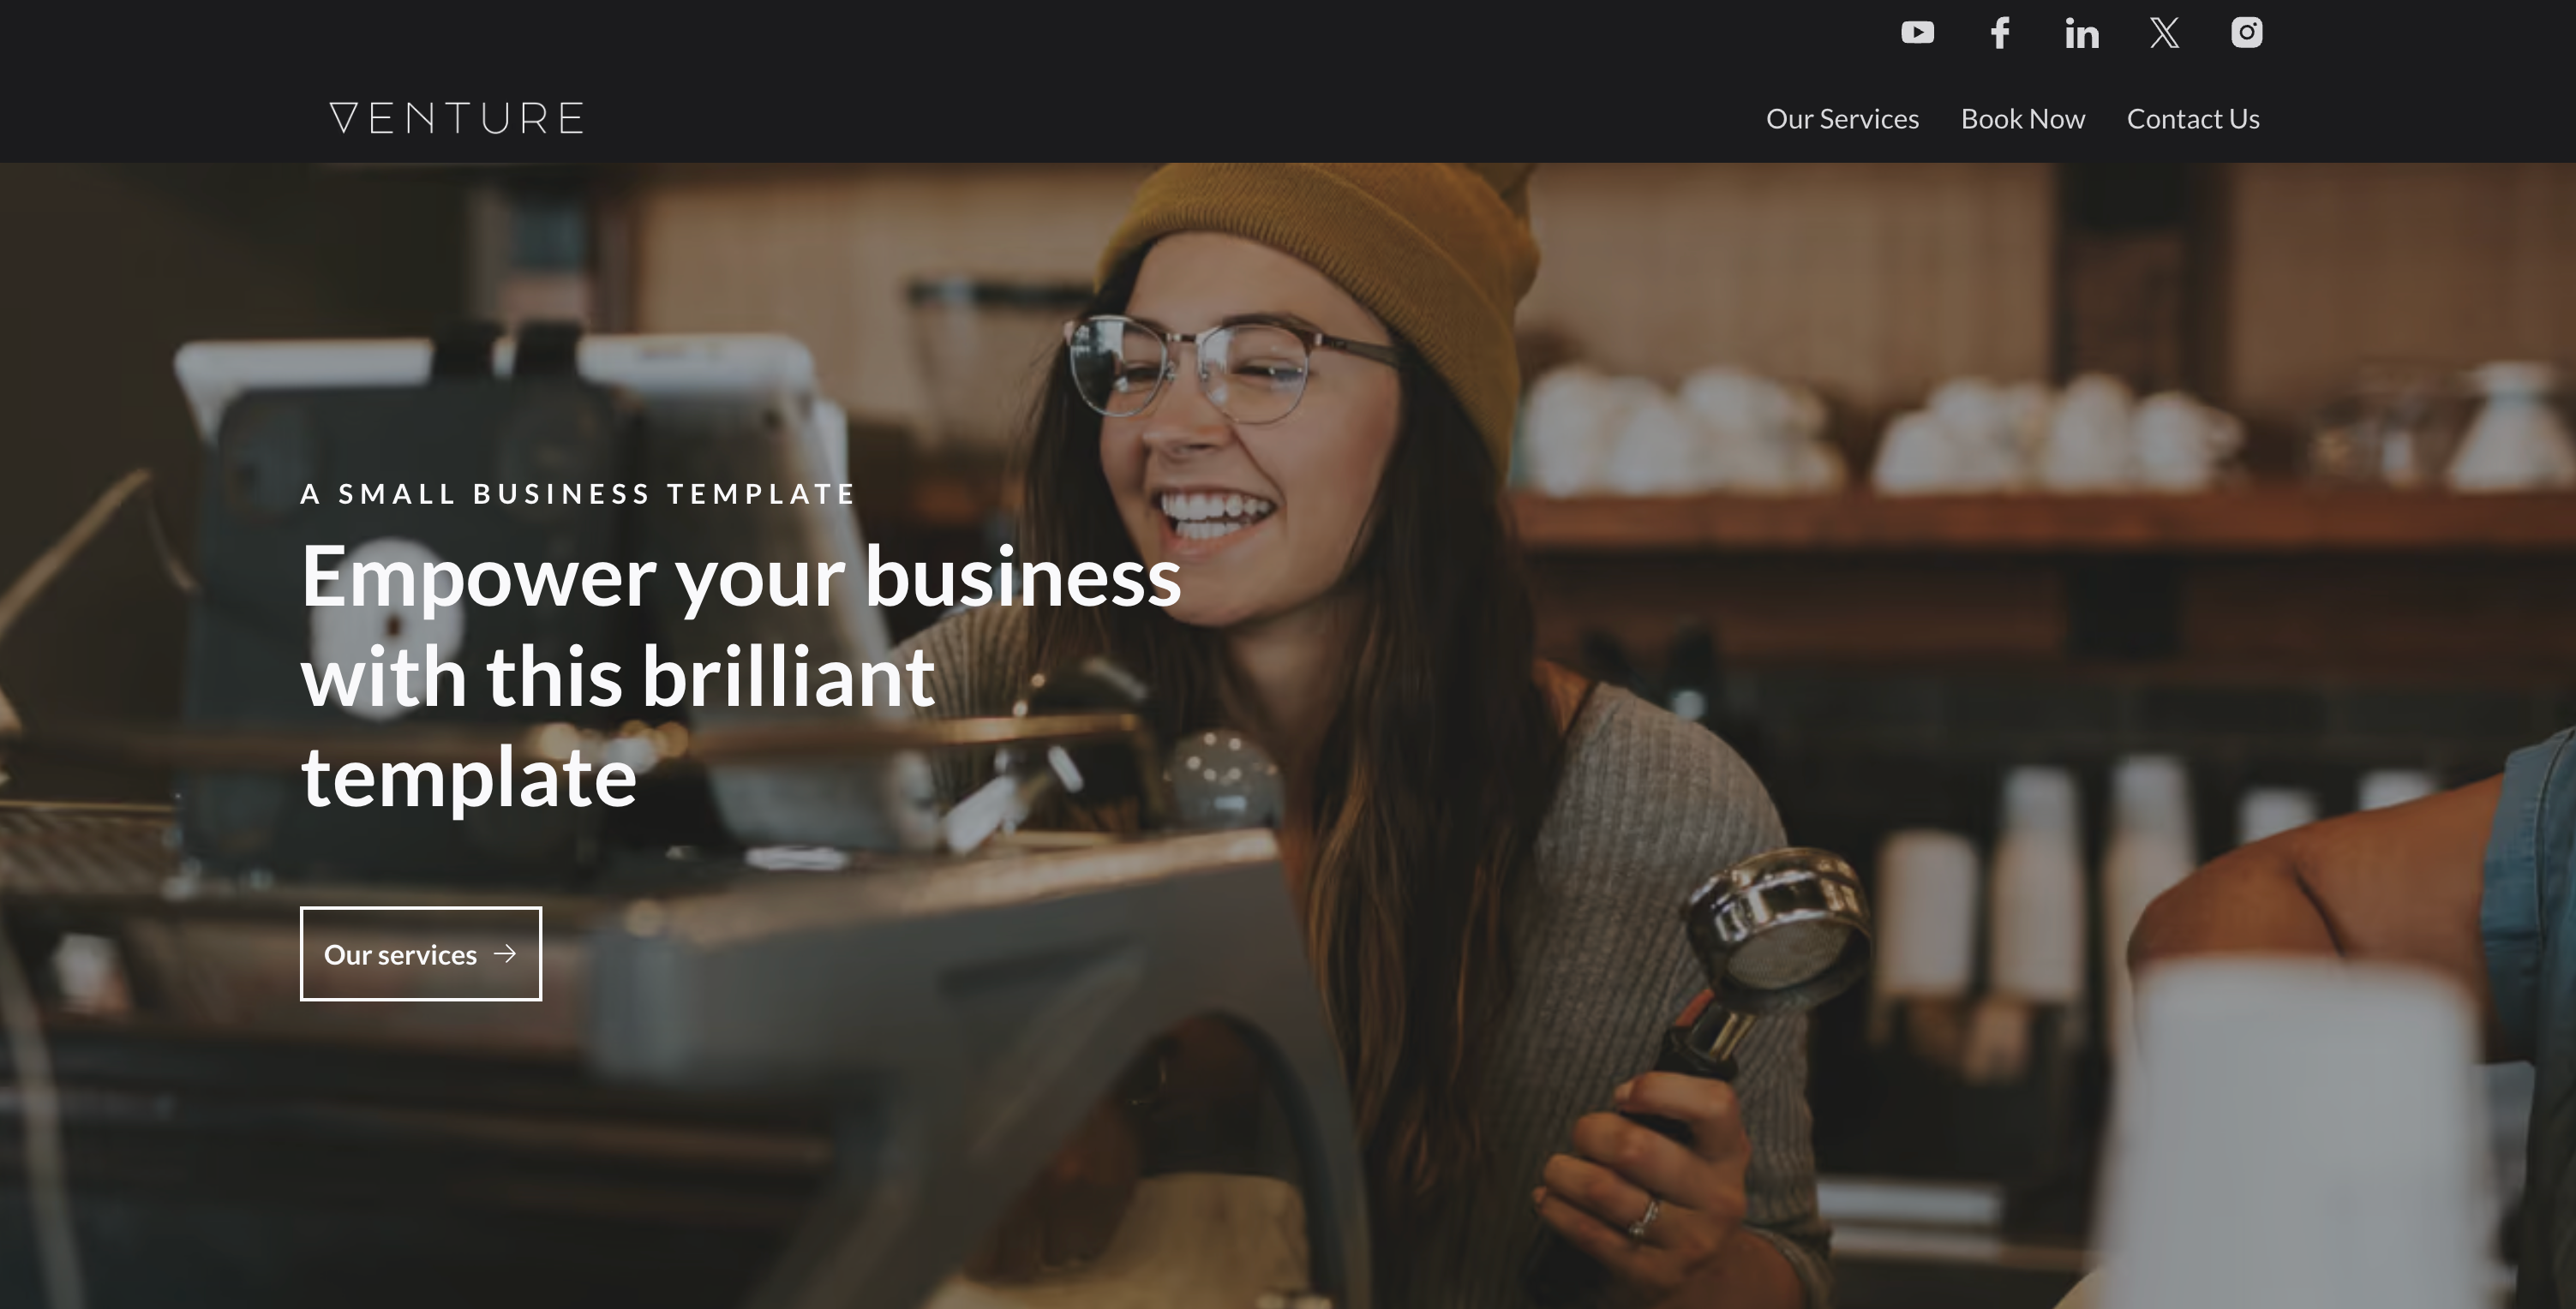 VENTURE
Our Services Book Now Contact Us
A SMALL BUSINESS TEMPLATE
Empower your business
with this brilliant
template
Our services →